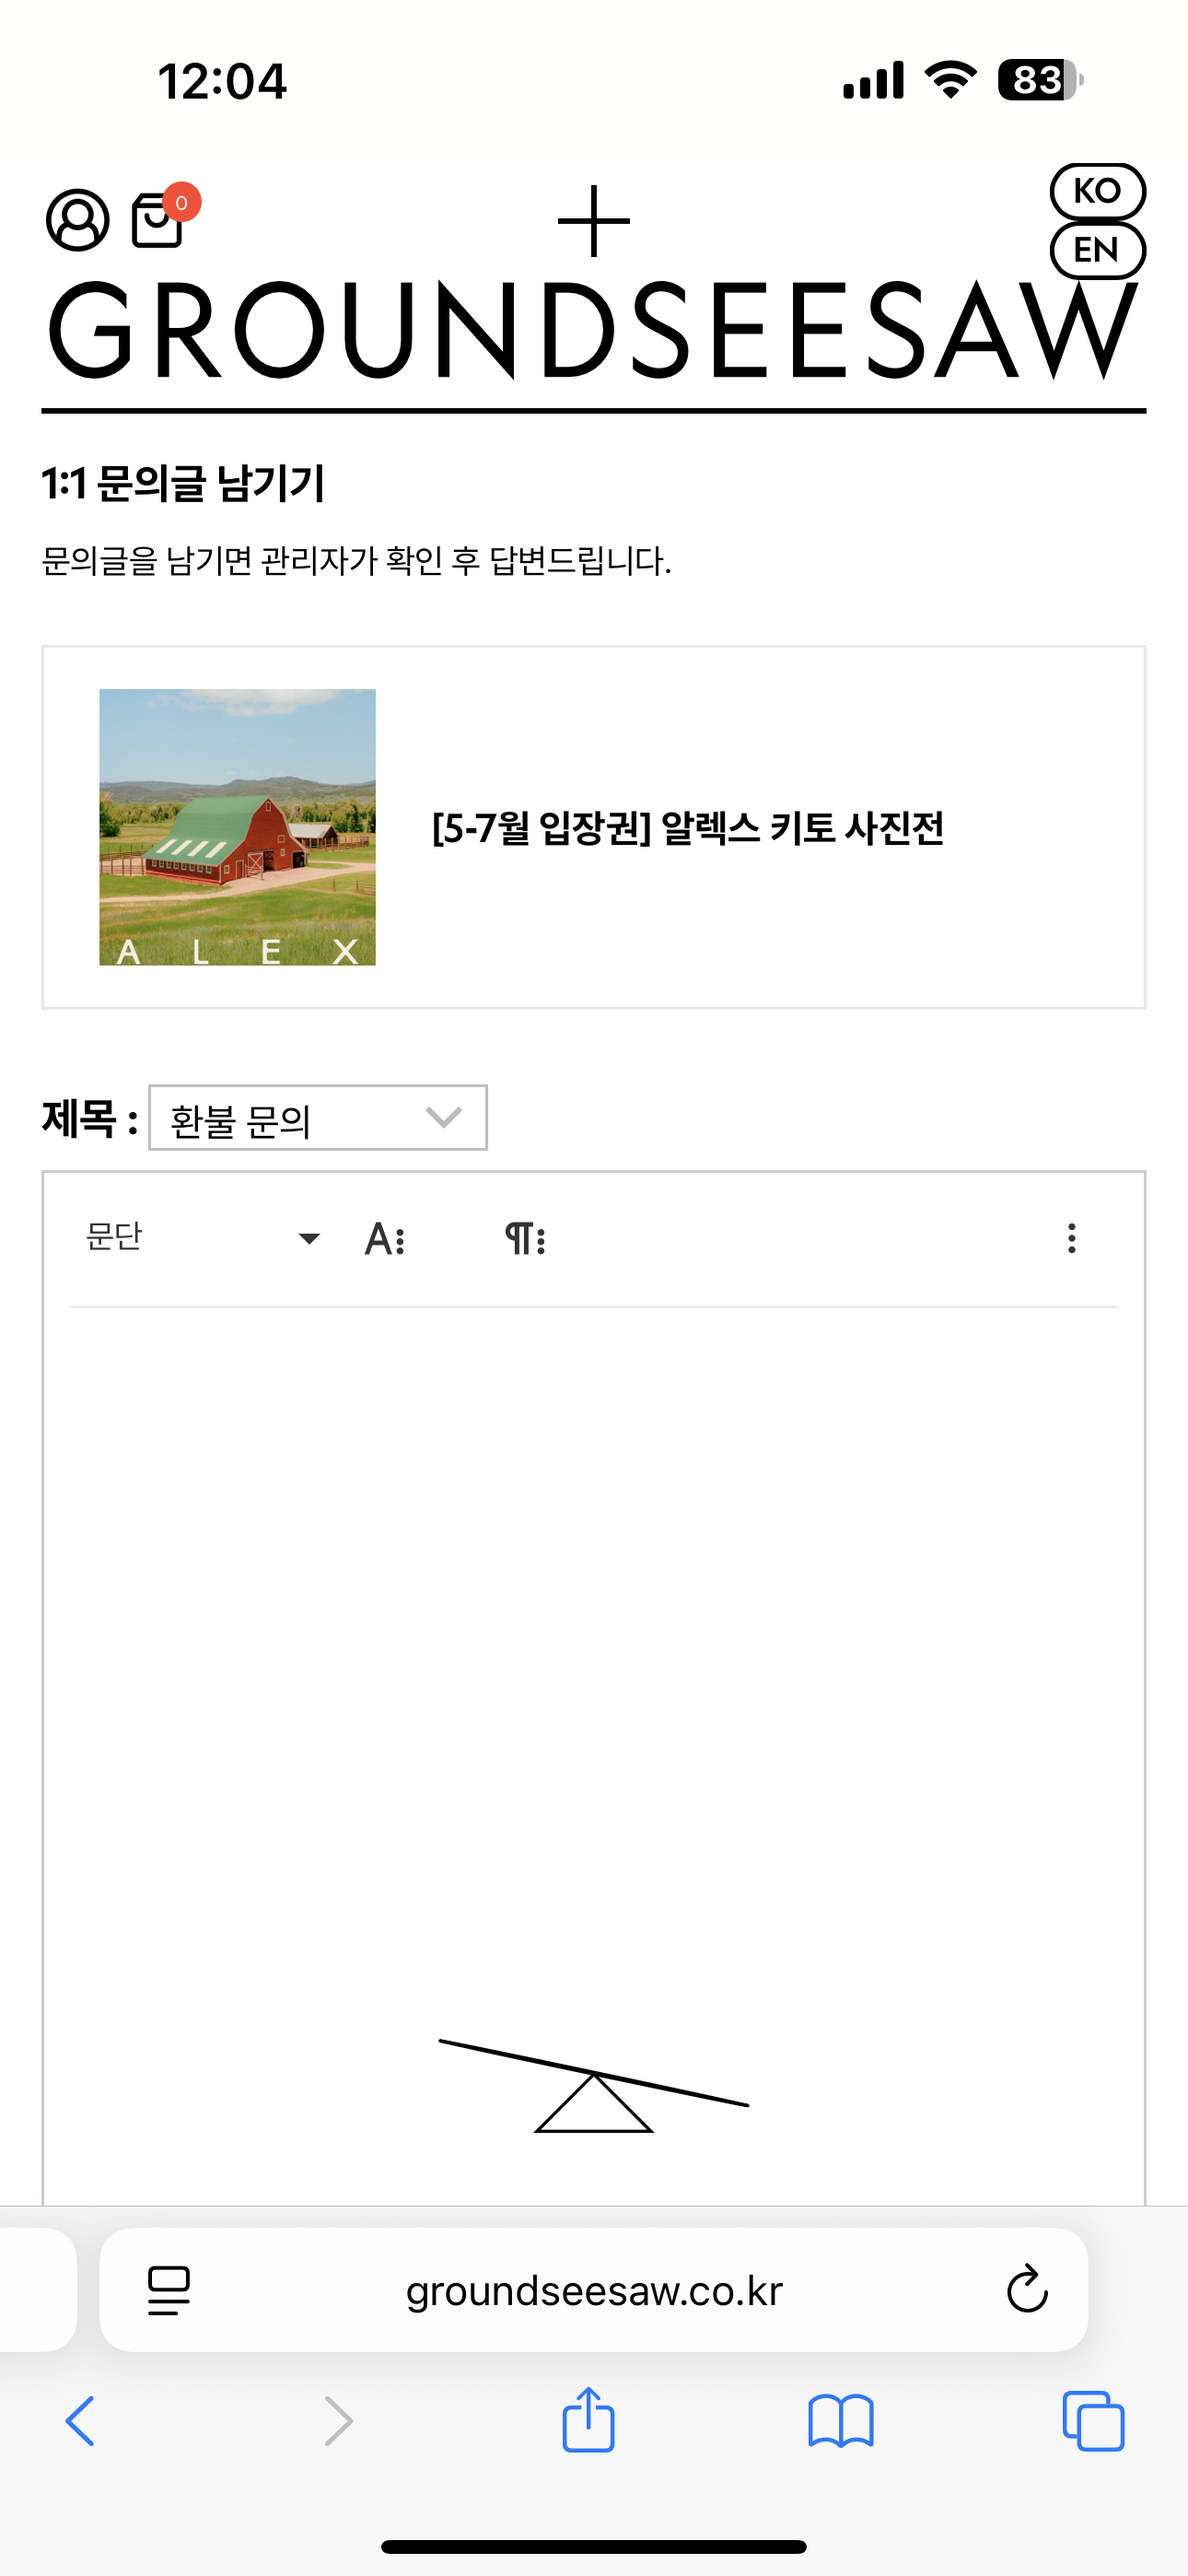 12:04
83
0
KO
EN
GROUNDSEESAW
1:1 문의글 남기기
문의글을 남기면 관리자가 확인 후 답변드립니다.
[5-7월 입장권] 알렉스 키토 사진전
A L E X
제목 : 환불 문의
문단
groundseesaw.co.kr